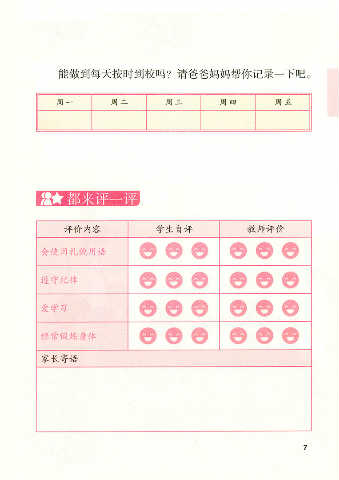 能做到每天按时到校吗？请爸爸妈妈帮你记录一下吧。
周一 周二 周三 周四 周五
都来评一评
评价内容 学生自评 教师评价
会使用礼貌用语
遵守纪律
爱学习
经常锻炼身体
家长寄语
7